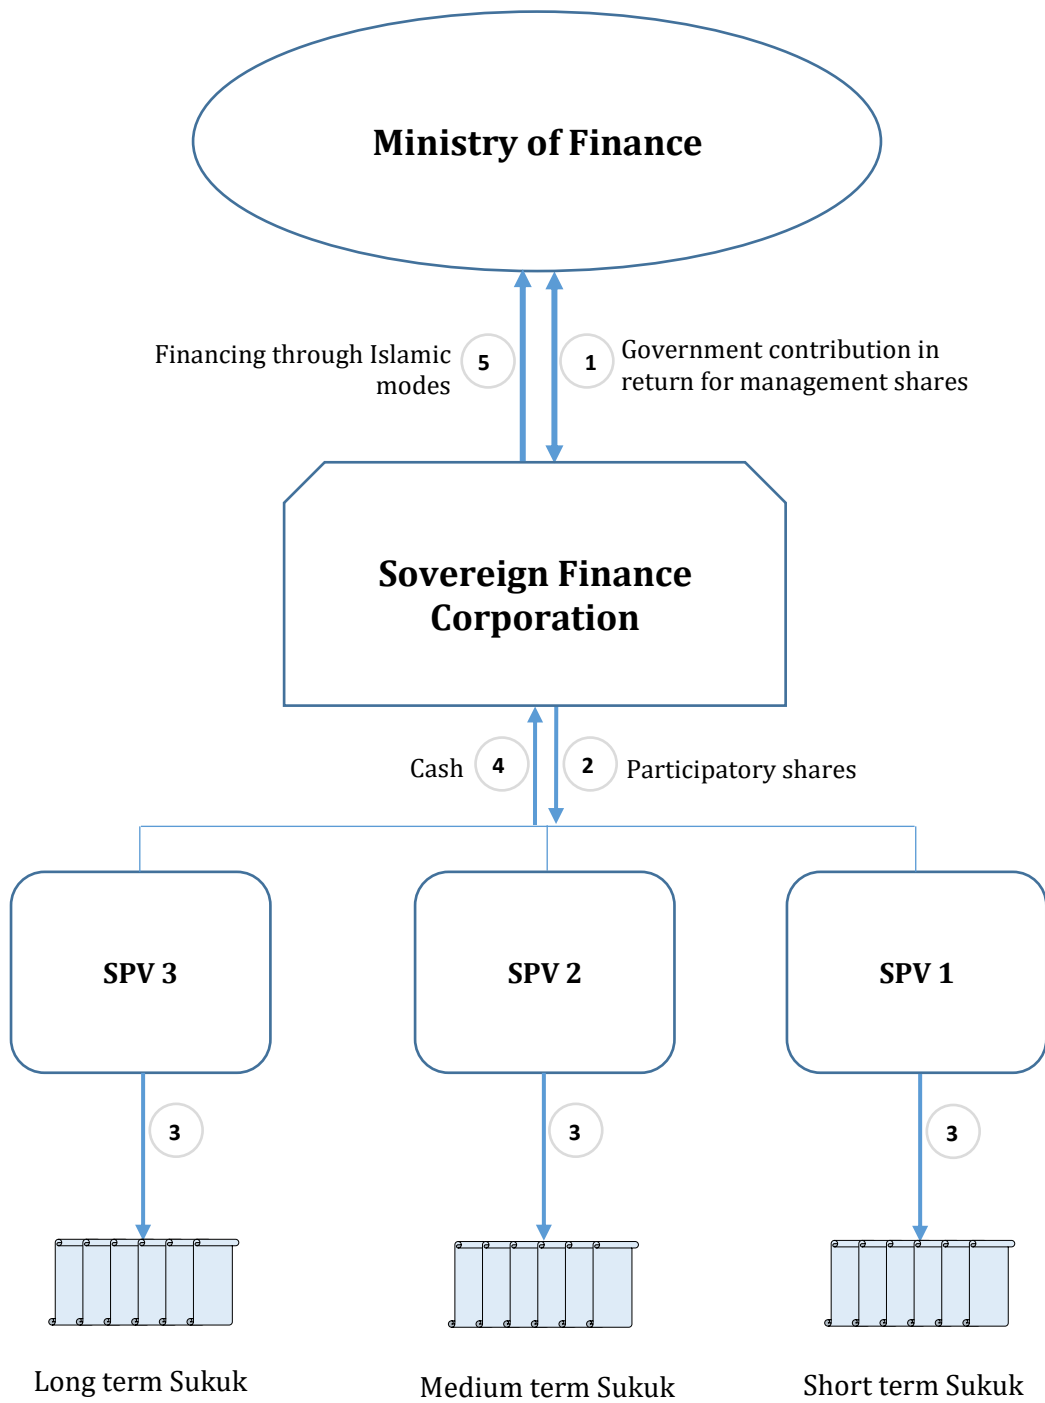 Ministry of Finance
Financing through Islamic
modes
5
1
Government contribution in
return for management shares
Sovereign Finance
Corporation
Cash
4
2
Participatory shares
SPV 3
SPV 2
SPV 1
3
3
3
Long term Sukuk
Medium term Sukuk
Short term Sukuk